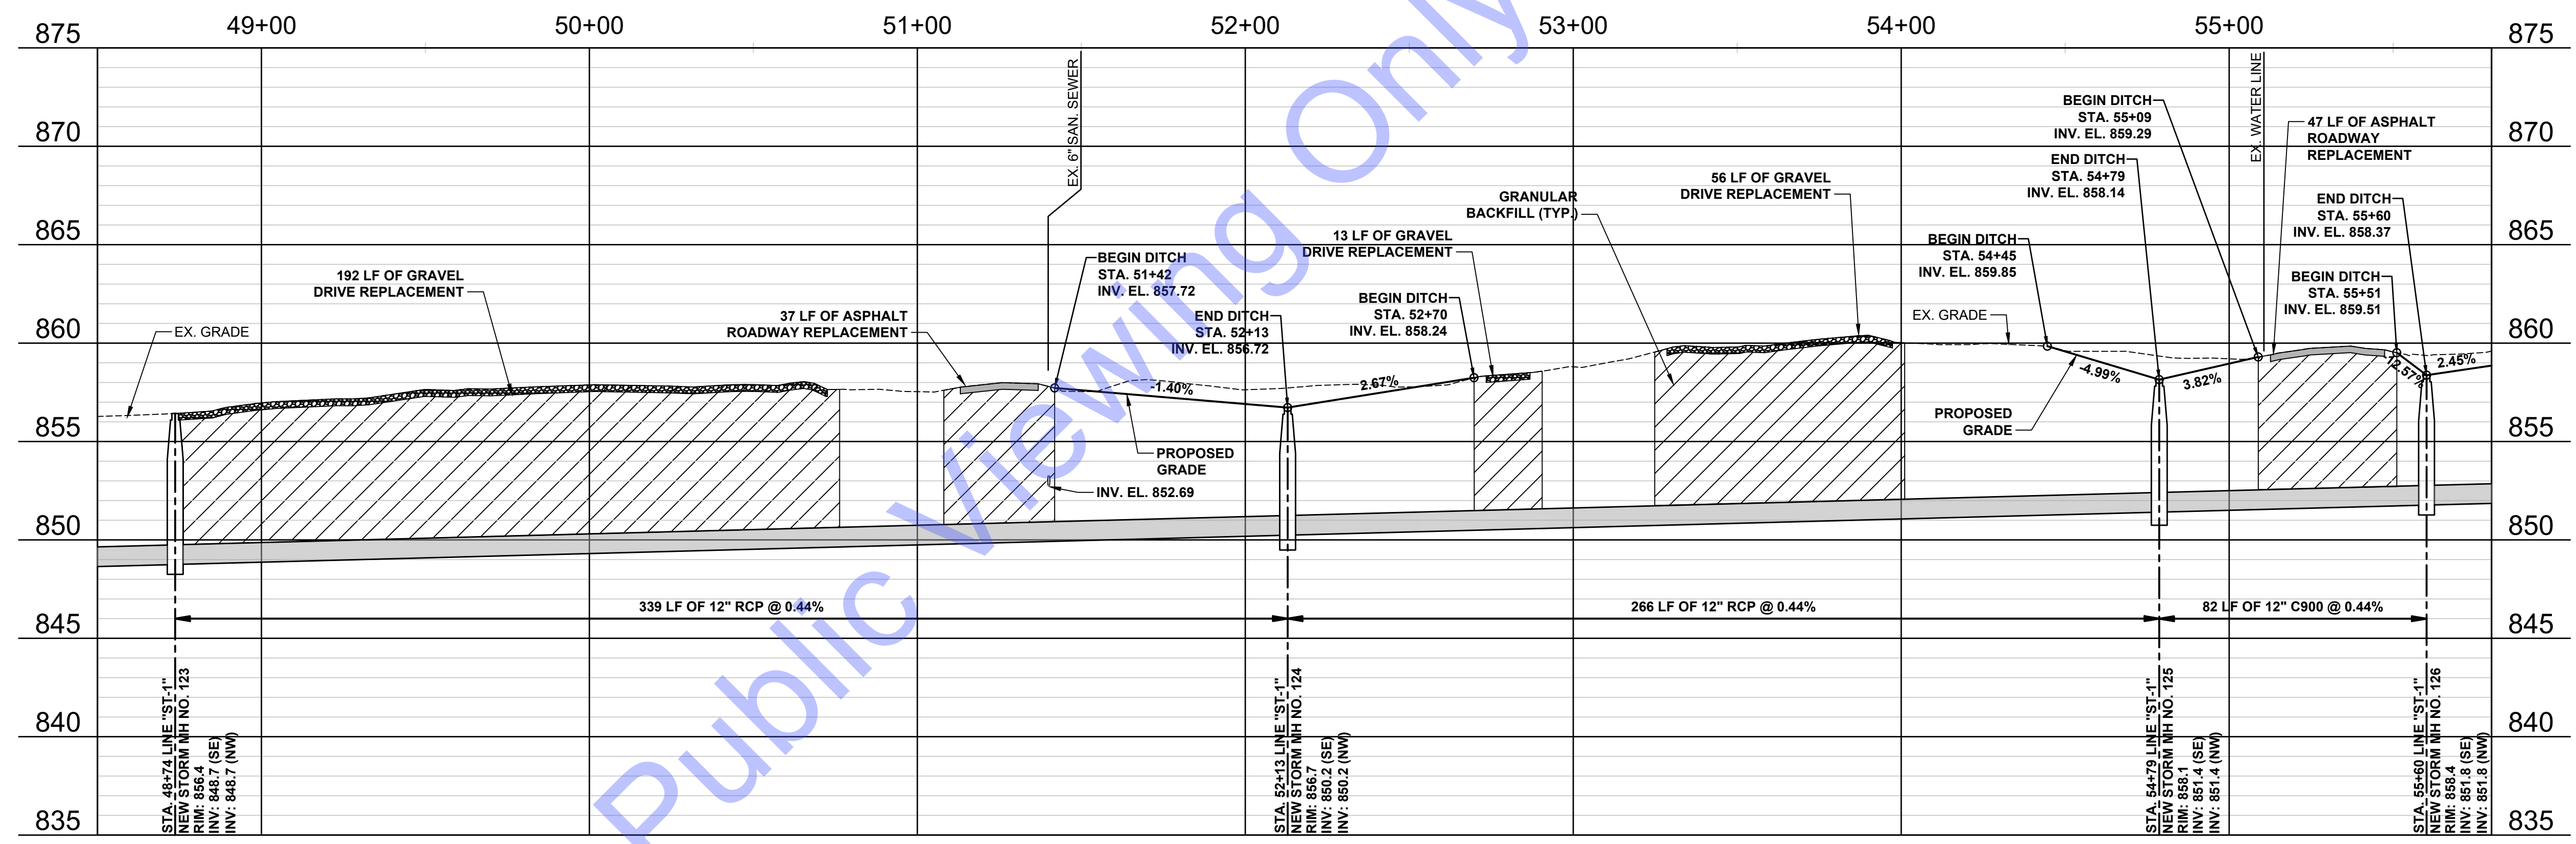 49+00
50+00
51+00
52+00
53+00
54+00
55+00
875
875
870
870
865
865
860
860
855
855
850
850
845
845
840
840
835
835
EX. GRADE
192 LF OF GRAVEL
DRIVE REPLACEMENT
37 LF OF ASPHALT
ROADWAY REPLACEMENT
EX. 6" SAN. SEWER
BEGIN DITCH
STA. 51+42
INV. EL. 857.72
INV. EL. 852.69
-1.40%
PROPOSED
GRADE
END DITCH
STA. 52+13
INV. EL. 856.72
2.67%
BEGIN DITCH
STA. 52+70
INV. EL. 858.24
13 LF OF GRAVEL
DRIVE REPLACEMENT
GRANULAR
BACKFILL (TYP.)
56 LF OF GRAVEL
DRIVE REPLACEMENT
EX. GRADE
BEGIN DITCH
STA. 54+45
INV. EL. 859.85
PROPOSED
GRADE
-4.99%
END DITCH
STA. 54+79
INV. EL. 858.14
3.82%
BEGIN DITCH
STA. 55+09
INV. EL. 859.29
EX. WATER LINE
47 LF OF ASPHALT
ROADWAY
REPLACEMENT
END DITCH
STA. 55+60
INV. EL. 858.37
BEGIN DITCH
STA. 55+51
INV. EL. 859.51
2.45%
339 LF OF 12" RCP @ 0.44%
266 LF OF 12" RCP @ 0.44%
82 LF OF 12" C900 @ 0.44%
STA. 48+74 LINE "ST-1"
NEW STORM MH NO. 123
RIM: 856.4
INV: 848.7 (SE)
INV: 848.7 (NW)
STA. 52+13 LINE "ST-1"
NEW STORM MH NO. 124
RIM: 856.7
INV: 850.2 (SE)
INV: 850.2 (NW)
STA. 54+79 LINE "ST-1"
NEW STORM MH NO. 125
RIM: 858.1
INV: 851.4 (SE)
INV: 851.4 (NW)
STA. 55+60 LINE "ST-1"
NEW STORM MH NO. 126
RIM: 858.4
INV: 851.8 (SE)
INV: 851.8 (NW)
Public Viewing Only